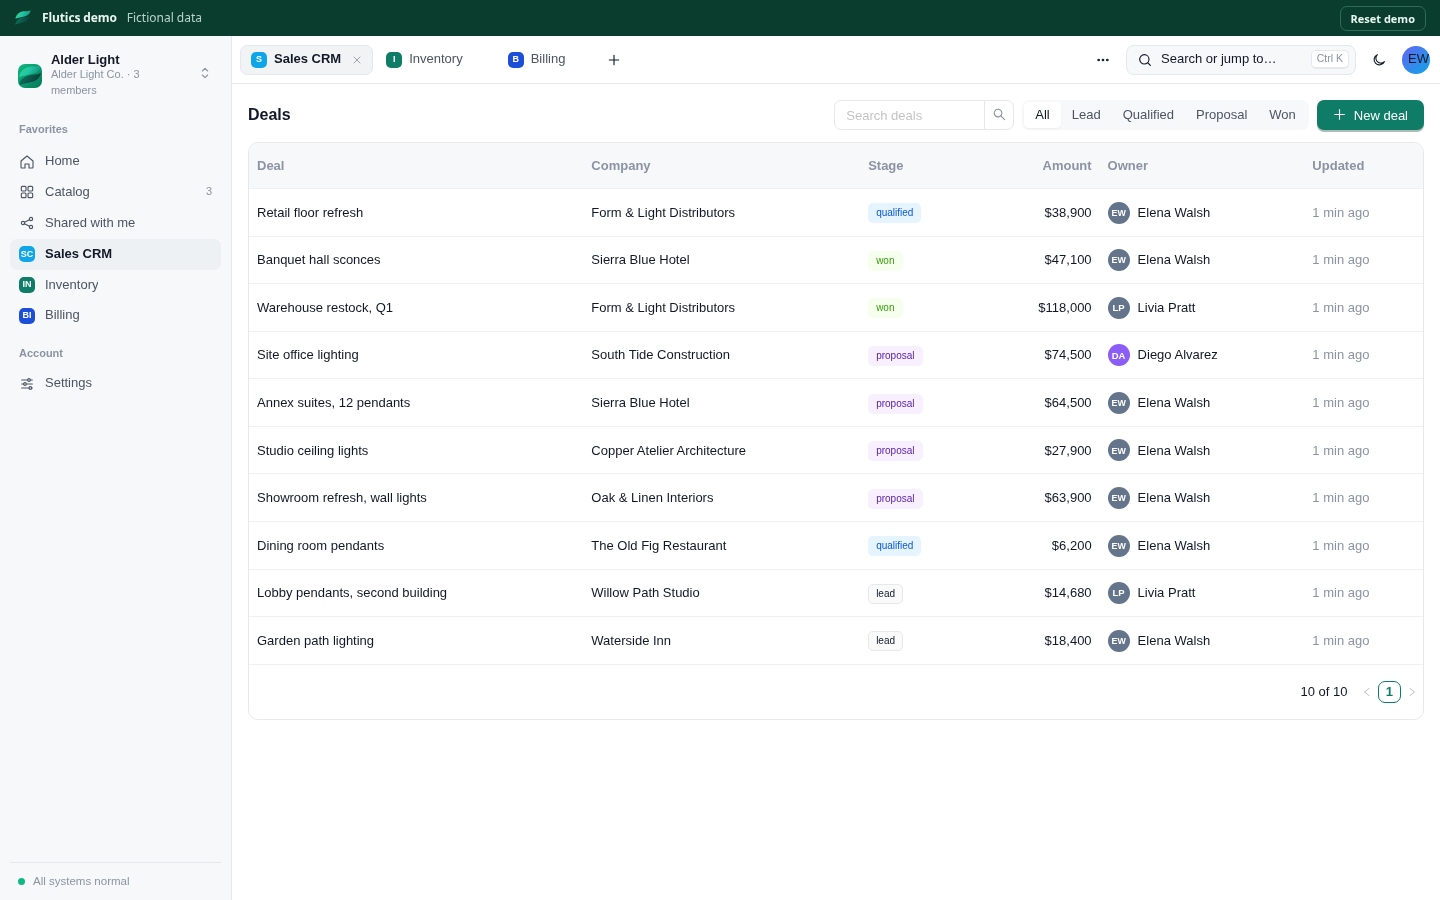 Flutics demo Fictional data
Reset demo
Alder Light
Alder Light Co. · 3
members
Favorites
Home
Catalog 3
Shared with me
SC Sales CRM
IN Inventory
BI Billing
Account
Settings
All systems normal
S Sales CRM
I Inventory
B Billing
Search or jump to… Ctrl K
EW
Deals
Search deals
All Lead Qualified Proposal Won
New deal
Deal Company Stage Amount Owner Updated
Retail floor refresh Form & Light Distributors qualified $38,900 EW Elena Walsh 1 min ago
Banquet hall sconces Sierra Blue Hotel won $47,100 EW Elena Walsh 1 min ago
Warehouse restock, Q1 Form & Light Distributors won $118,000 LP Livia Pratt 1 min ago
Site office lighting South Tide Construction proposal $74,500 DA Diego Alvarez 1 min ago
Annex suites, 12 pendants Sierra Blue Hotel proposal $64,500 EW Elena Walsh 1 min ago
Studio ceiling lights Copper Atelier Architecture proposal $27,900 EW Elena Walsh 1 min ago
Showroom refresh, wall lights Oak & Linen Interiors proposal $63,900 EW Elena Walsh 1 min ago
Dining room pendants The Old Fig Restaurant qualified $6,200 EW Elena Walsh 1 min ago
Lobby pendants, second building Willow Path Studio lead $14,680 LP Livia Pratt 1 min ago
Garden path lighting Waterside Inn lead $18,400 EW Elena Walsh 1 min ago
10 of 10 1